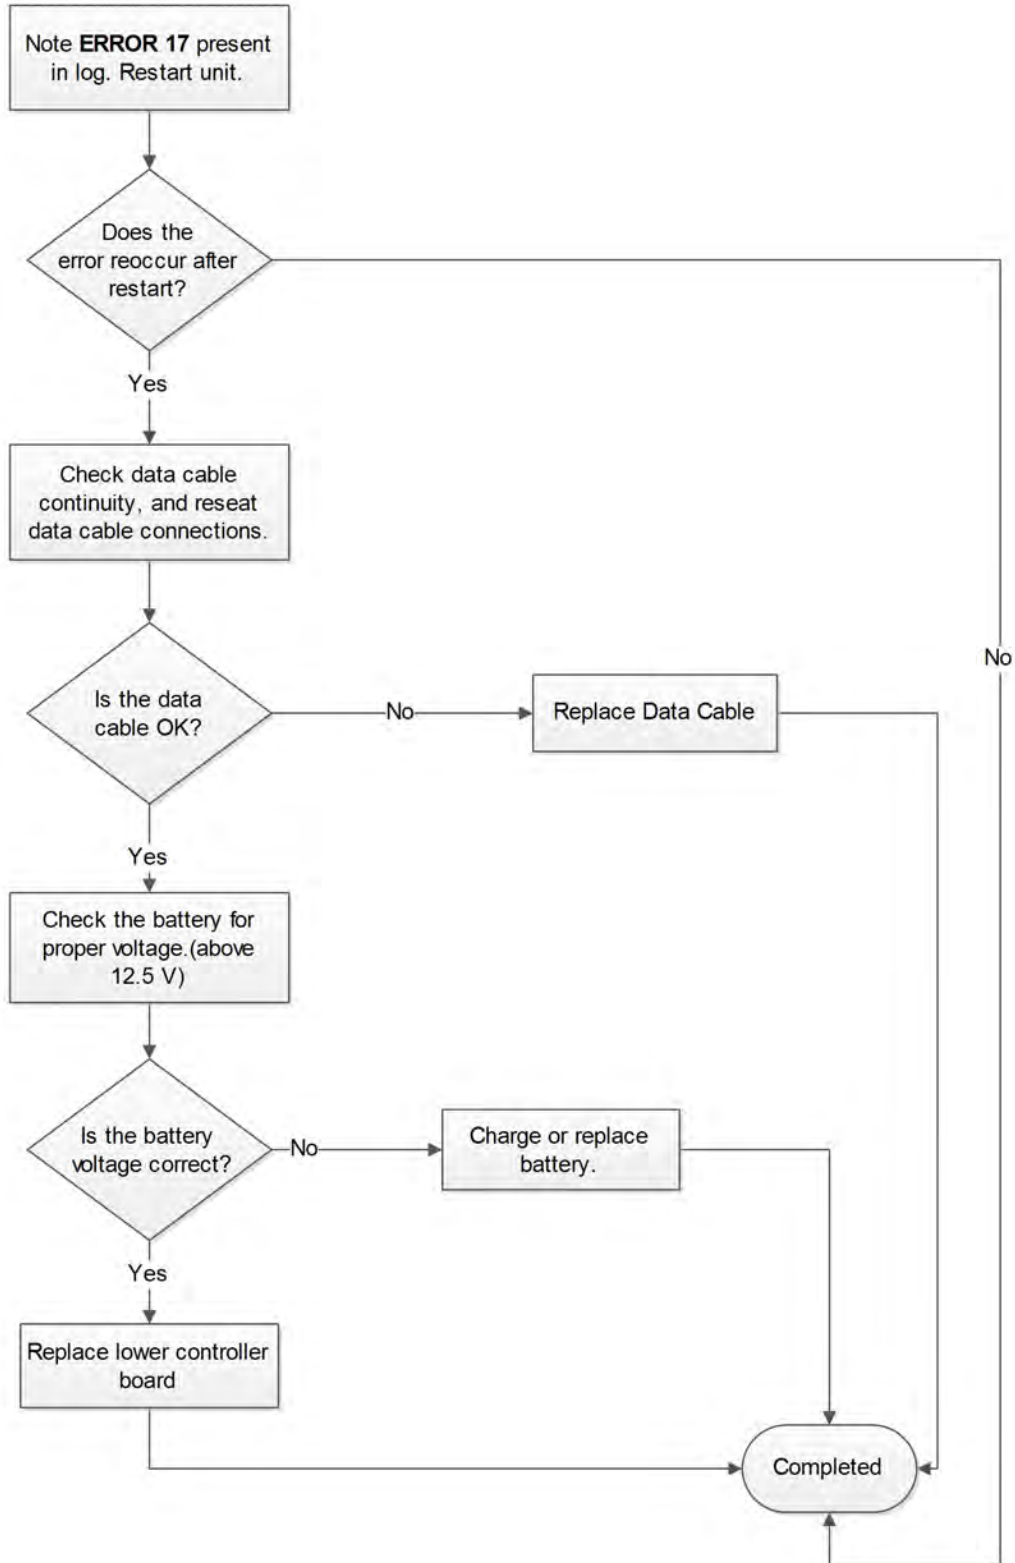 Note ERROR 17 present
in log. Restart unit.
Does the
error reoccur after
restart?
Yes
Check data cable
continuity, and reseat
data cable connections.
No
Is the data
cable OK?
No
Replace Data Cable
Yes
Check the battery for
proper voltage.(above
12.5 V)
Is the battery
voltage correct?
No
Charge or replace
battery.
Yes
Replace lower controller
board
Completed